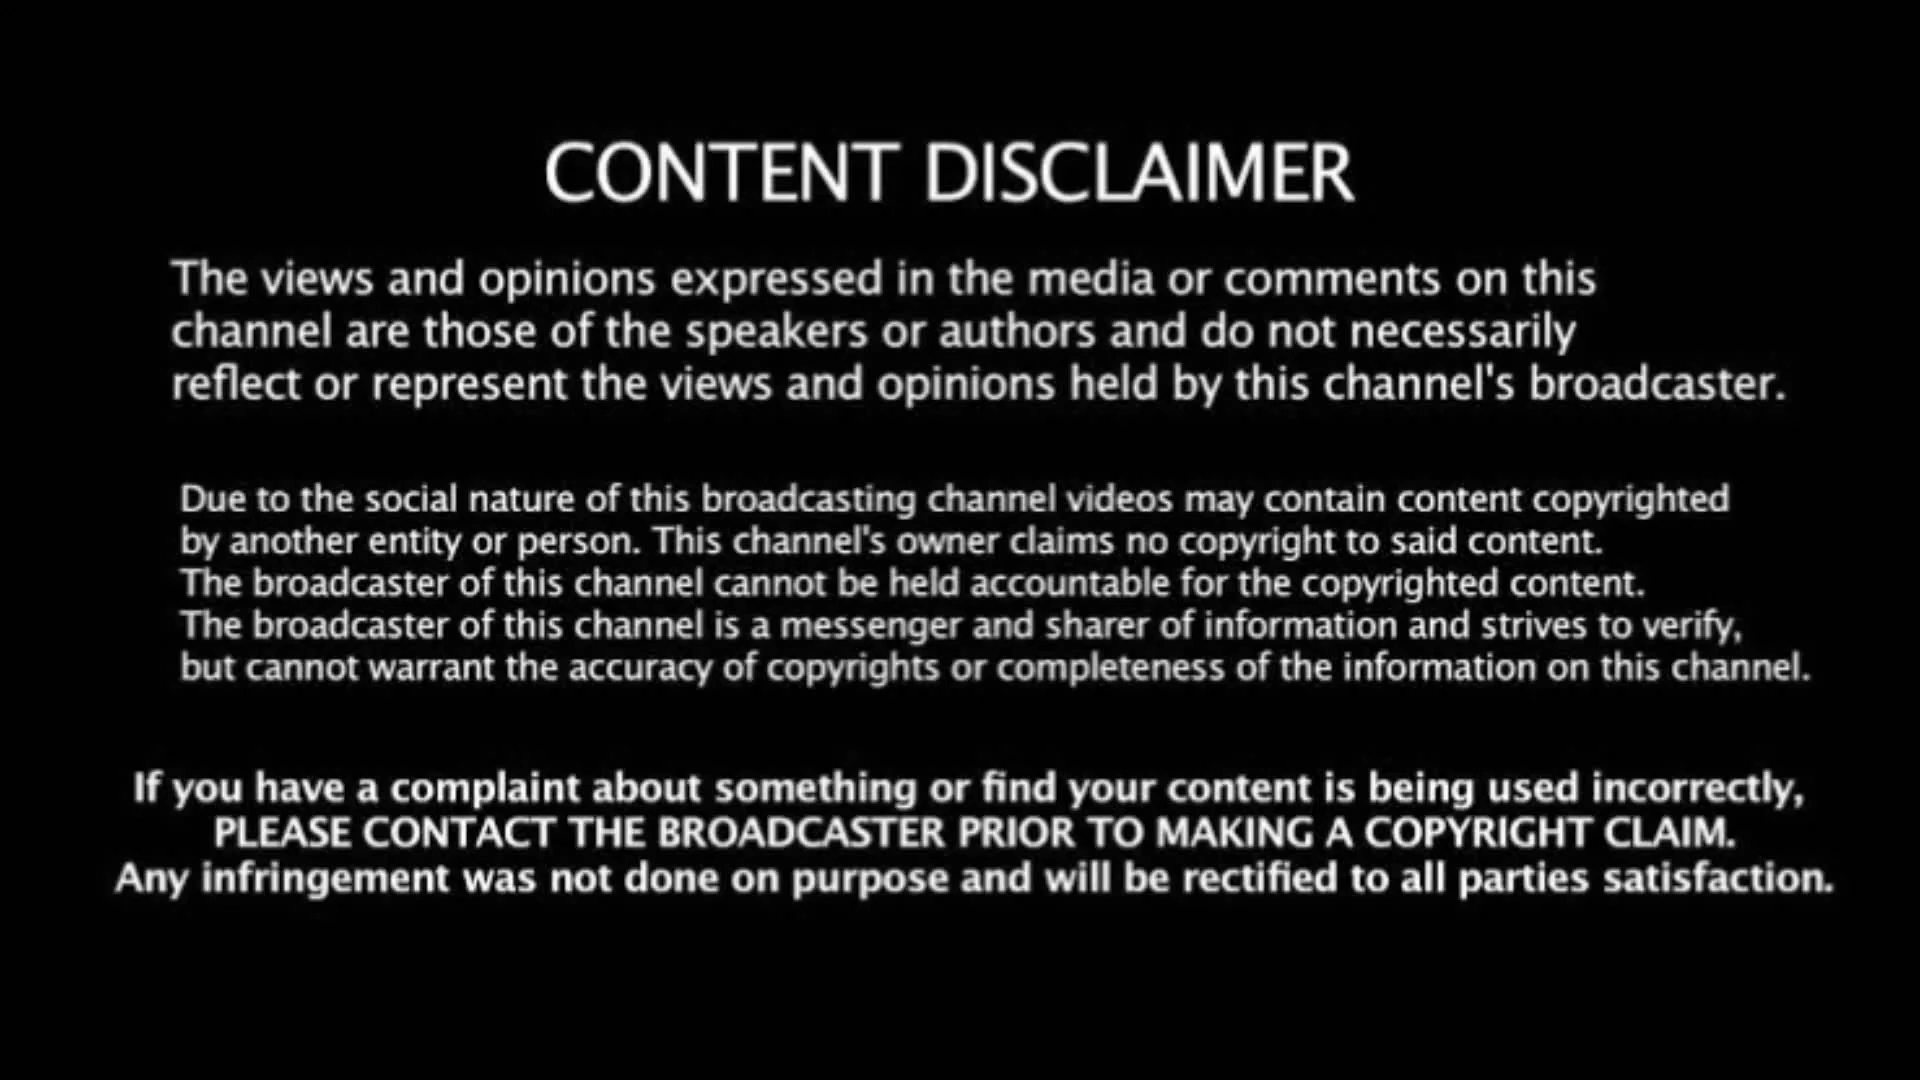 CONTENT DISCLAIMER
The views and opinions expressed in the media or comments on this
channel are those of the speakers or authors and do not necessarily
reflect or represent the views and opinions held by this channel's broadcaster.
Due to the social nature of this broadcasting channel videos may contain content copyrighted
by another entity or person. This channel's owner claims no copyright to said content.
The broadcaster of this channel cannot be held accountable for the copyrighted content.
The broadcaster of this channel is a messenger and sharer of information and strives to verify,
but cannot warrant the accuracy of copyrights or completeness of the information on this channel.
If you have a complaint about something or find your content is being used incorrectly,
PLEASE CONTACT THE BROADCASTER PRIOR TO MAKING A COPYRIGHT CLAIM.
Any infringement was not done on purpose and will be rectified to all parties satisfaction.